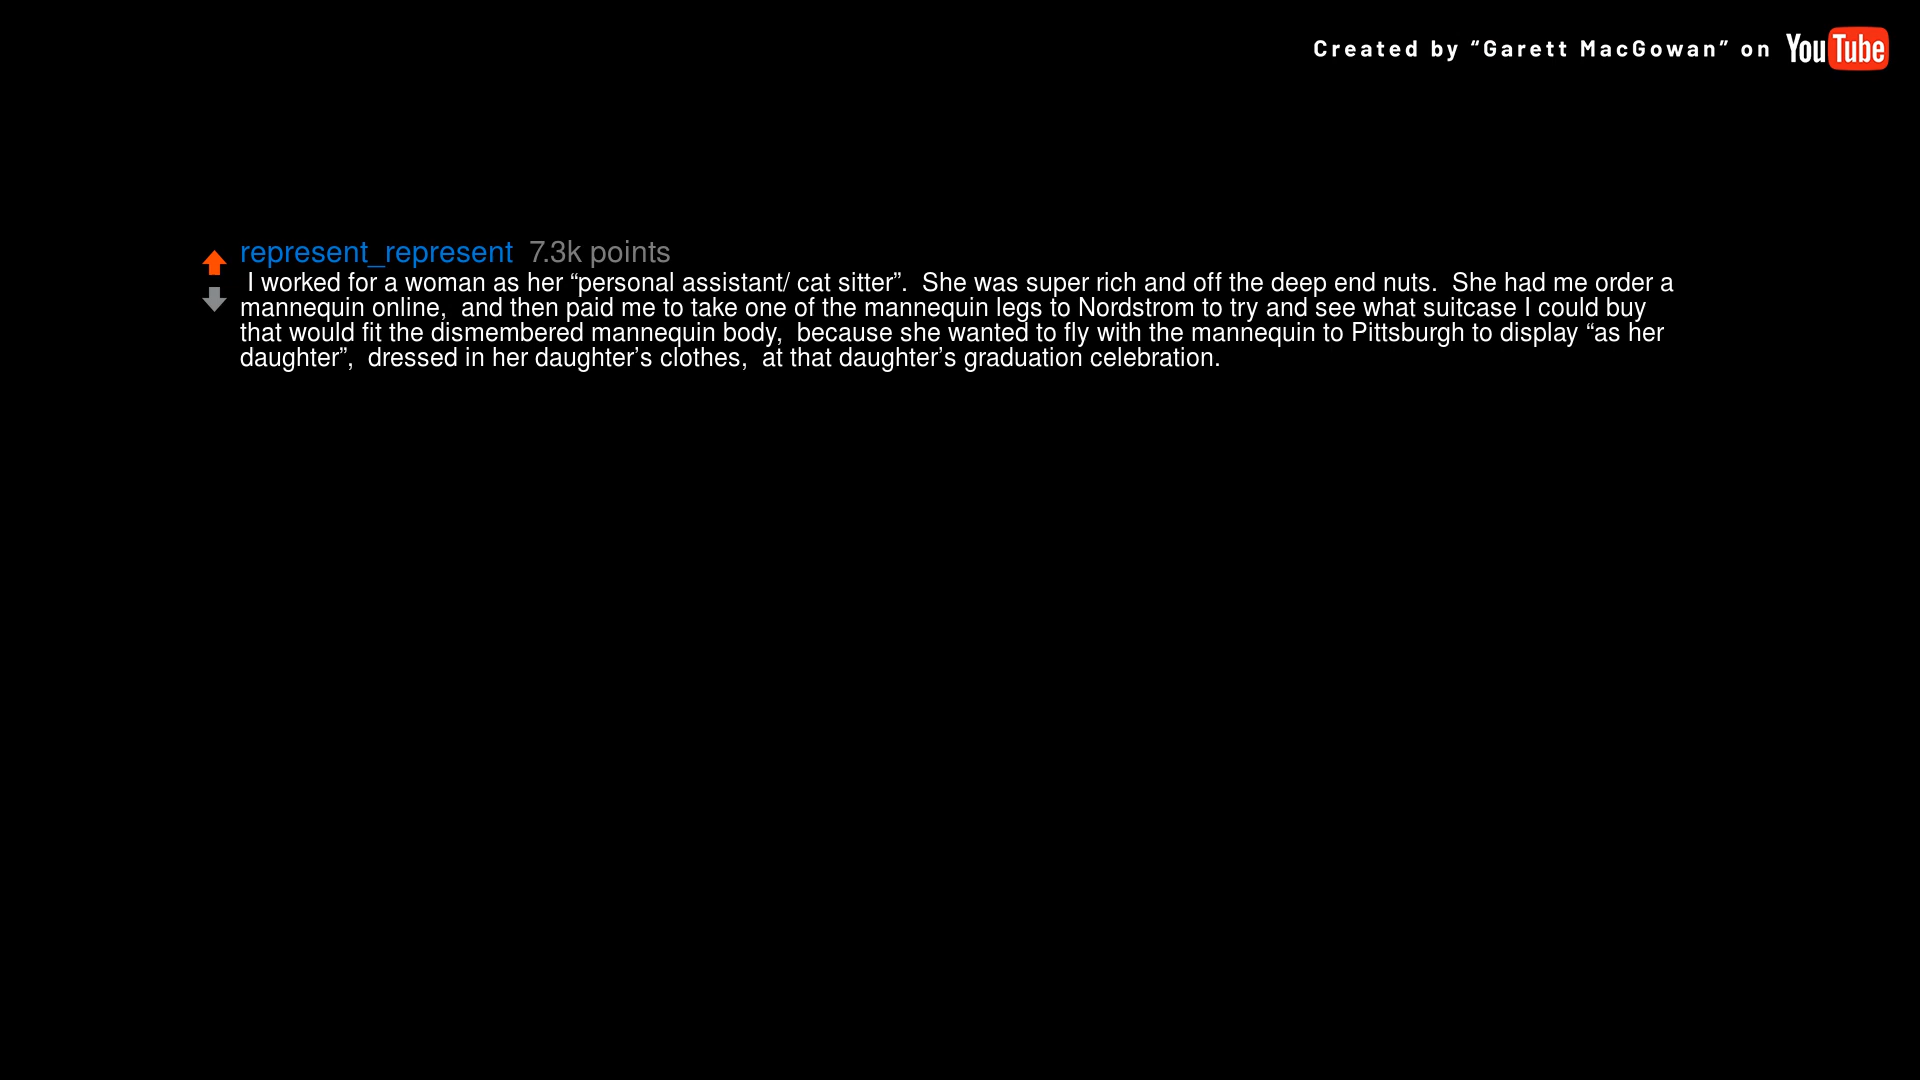 Created by “Garett MacGowan” on YouTube
represent_represent 7.3k points
I worked for a woman as her “personal assistant/ cat sitter”. She was super rich and off the deep end nuts. She had me order a
mannequin online, and then paid me to take one of the mannequin legs to Nordstrom to try and see what suitcase I could buy
that would fit the dismembered mannequin body, because she wanted to fly with the mannequin to Pittsburgh to display “as her
daughter”, dressed in her daughter’s clothes, at that daughter’s graduation celebration.